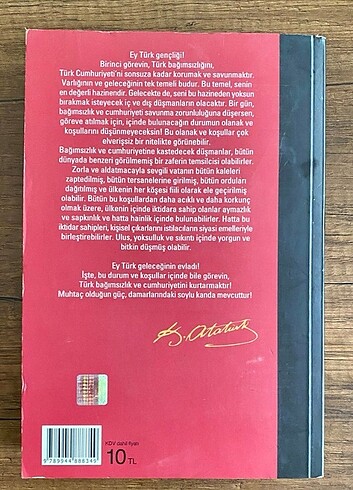 Ey Türk gençliği!
Birinci görevin, Türk bağımsızlığını,
Türk Cumhuriyeti'ni sonsuza kadar korumak ve savunmaktır.
Varlığının ve geleceğinin tek temeli budur. Bu temel, senin
en değerli hazinendir. Gelecekte de, seni bu hazineden yoksun
bırakmak isteyecek iç ve dış düşmanların olacaktır. Bir gün,
bağımsızlık ve cumhuriyeti savunma zorunluluğuna düşersen,
göreve atılmak için, içinde bulunacağın durumun olanak ve
koşullarını düşünmeyeceksin! Bu olanak ve koşullar çok
elverişsiz bir nitelikte görünebilir.
Bağımsızlık ve cumhuriyetine kastedecek düşmanlar, bütün
dünyada benzeri görülmemiş bir zaferin temsilcisi olabilirler.
Zorla ve aldatmacayla sevgili vatanın bütün kaleleri
zaptedilmiş, bütün tersanelerine girilmiş, bütün orduları
dağıtılmış ve ülkenin her köşesi fiili olarak ele geçirilmiş
olabilir. Bütün bu koşullardan daha acıklı ve daha korkunç
olmak üzere, ülkenin içinde iktidara sahip olanlar aymazlık
ve sapkınlık ve hatta hainlik içinde bulunabilirler. Hatta bu
iktidar sahipleri, kişisel çıkarlarını istilacıların siyasi emelleriyle
birleştirebilirler. Ulus, yoksulluk ve sıkıntı içinde yorgun ve
bitkin düşmüş olabilir.
Ey Türk geleceğinin evladı!
İşte, bu durum ve koşullar içinde bile görevin,
Türk bağımsızlık ve cumhuriyetini kurtarmaktır!
Muhtaç olduğun güç, damarlarındaki soylu kanda mevcuttur!
K. Atatürk
KDV dahil fiyatı
10 TL
9 789944 888349